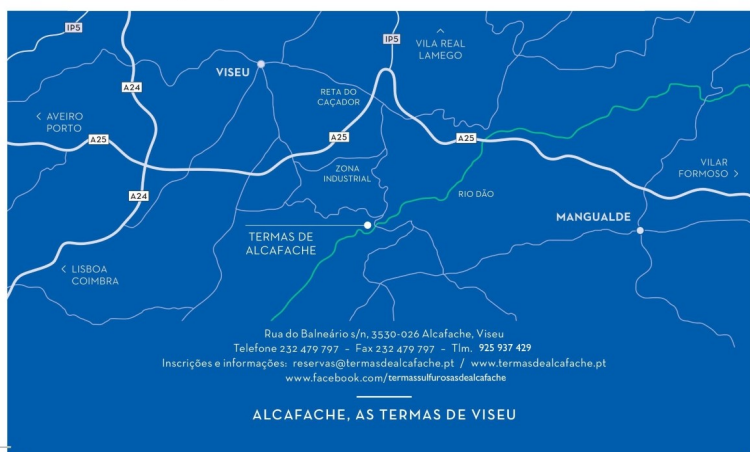 IP5
IP5
VILA REAL
LAMEGO
VISEU
A24
RETA DO
CAÇADOR
AVEIRO
PORTO
A25
A25
A25
ZONA
INDUSTRIAL
VILAR
FORMOSO
A24
RIO DÃO
MANGUALDE
TERMAS DE
ALCAFACHE
LISBOA
COIMBRA
Rua do Balneário s/n, 3530-026 Alcafache, Viseu
Telefone 232 479 797 - Fax 232 479 797 - Tlm. 925 937 429
Inscrições e informações: reservas@termasdealcafache.pt / www.termasdealcafache.pt
www.facebook.com/termassulfurosasdealcafache
ALCAFACHE, AS TERMAS DE VISEU